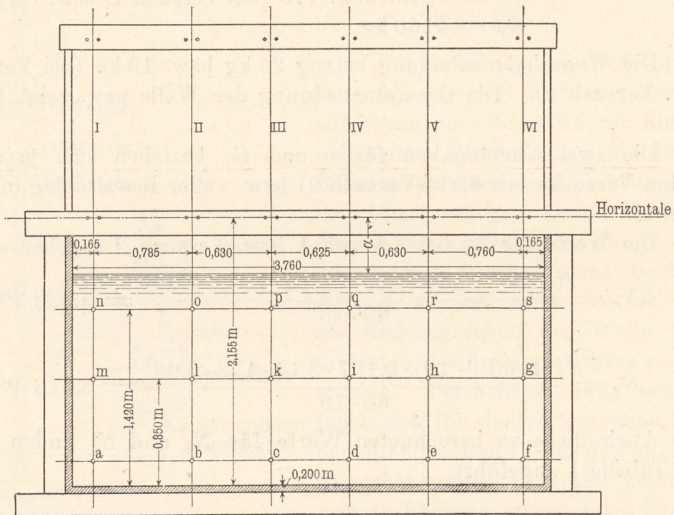 I II III IV V VI
Horizontale
α
0,165 0,785 0,630 0,625 0,630 0,760 0,165
3,760
n o p q r s
2,155 m
m l k i h g
1,420 m
0,850 m
a b c d e f
0,200 m